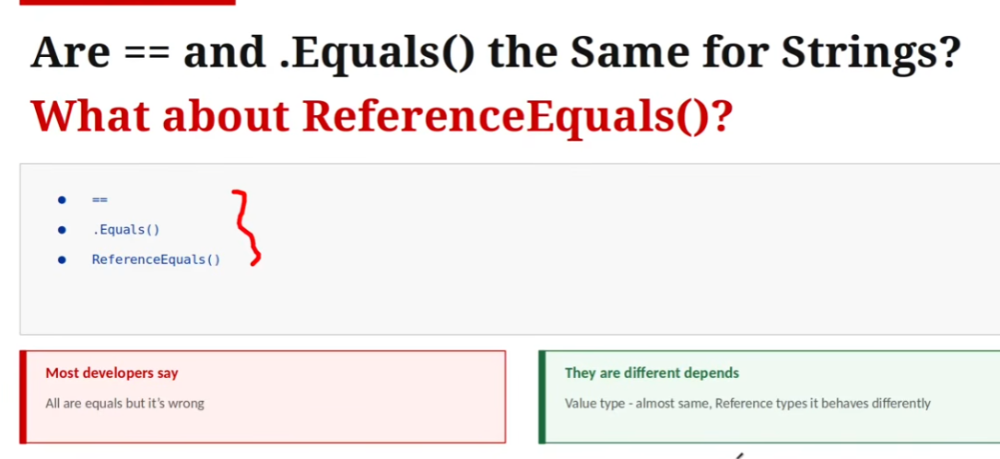 Are == and .Equals() the Same for Strings?
What about ReferenceEquals()?
● ==
● .Equals()
● ReferenceEquals()
Most developers say
All are equals but it's wrong
They are different depends
Value type - almost same, Reference types it behaves differently